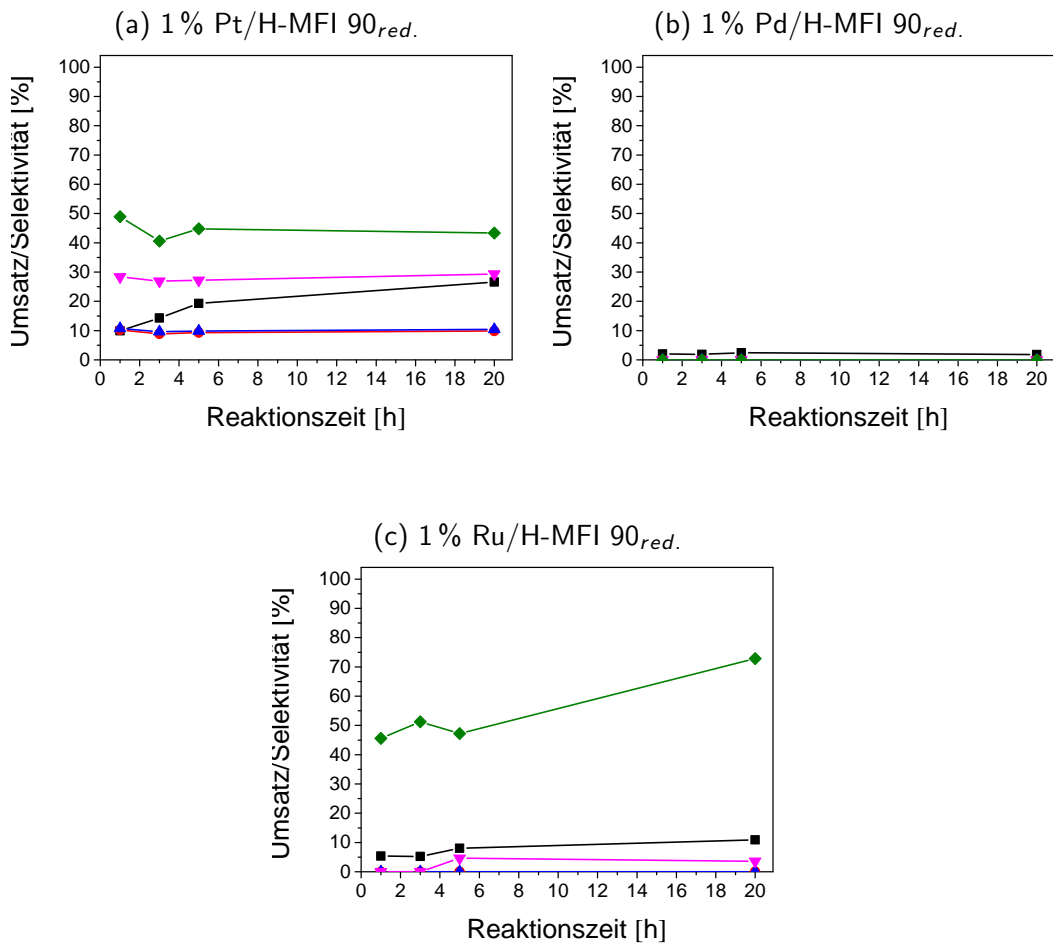 (a) 1 % Pt/H-MFI 90red.
100
90
80
70
60
50
40
30
20
10
0
0 2 4 6 8 10 12 14 16 18 20
Umsatz/Selektivität [%]
Reaktionszeit [h]
(b) 1 % Pd/H-MFI 90red.
100
90
80
70
60
50
40
30
20
10
0
0 2 4 6 8 10 12 14 16 18 20
Umsatz/Selektivität [%]
Reaktionszeit [h]
(c) 1 % Ru/H-MFI 90red.
100
90
80
70
60
50
40
30
20
10
0
0 2 4 6 8 10 12 14 16 18 20
Umsatz/Selektivität [%]
Reaktionszeit [h]